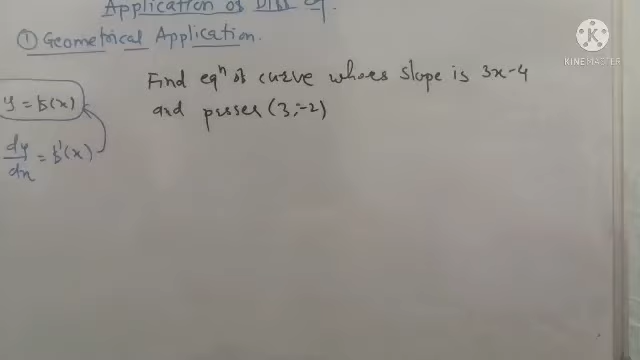 Application of Diff eq
① Geometrical Application.
Find eqⁿ of curve whoes slope is 3x-4
and passes (3,-2)
y = f(x)
dy/dx = f'(x)
KINEMASTER